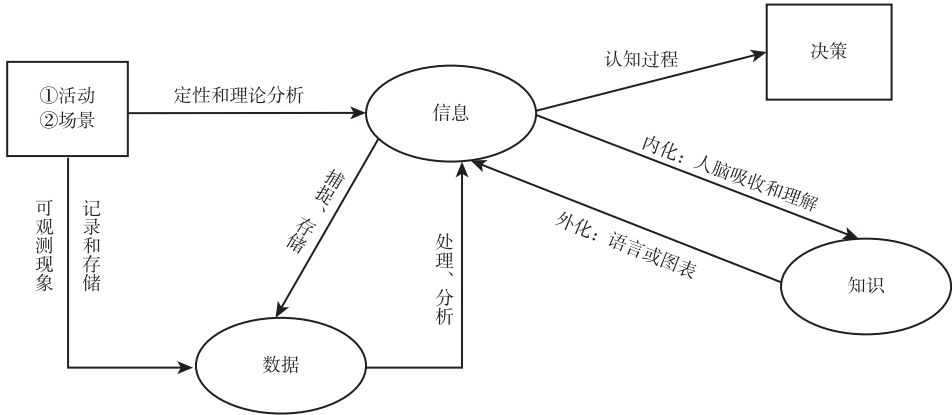 ①活动
②场景
定性和理论分析
信息
认知过程
决策
内化：人脑吸收和理解
外化：语言或图表
知识
捕捉、存储
处理、分析
可观测现象
记录和存储
数据